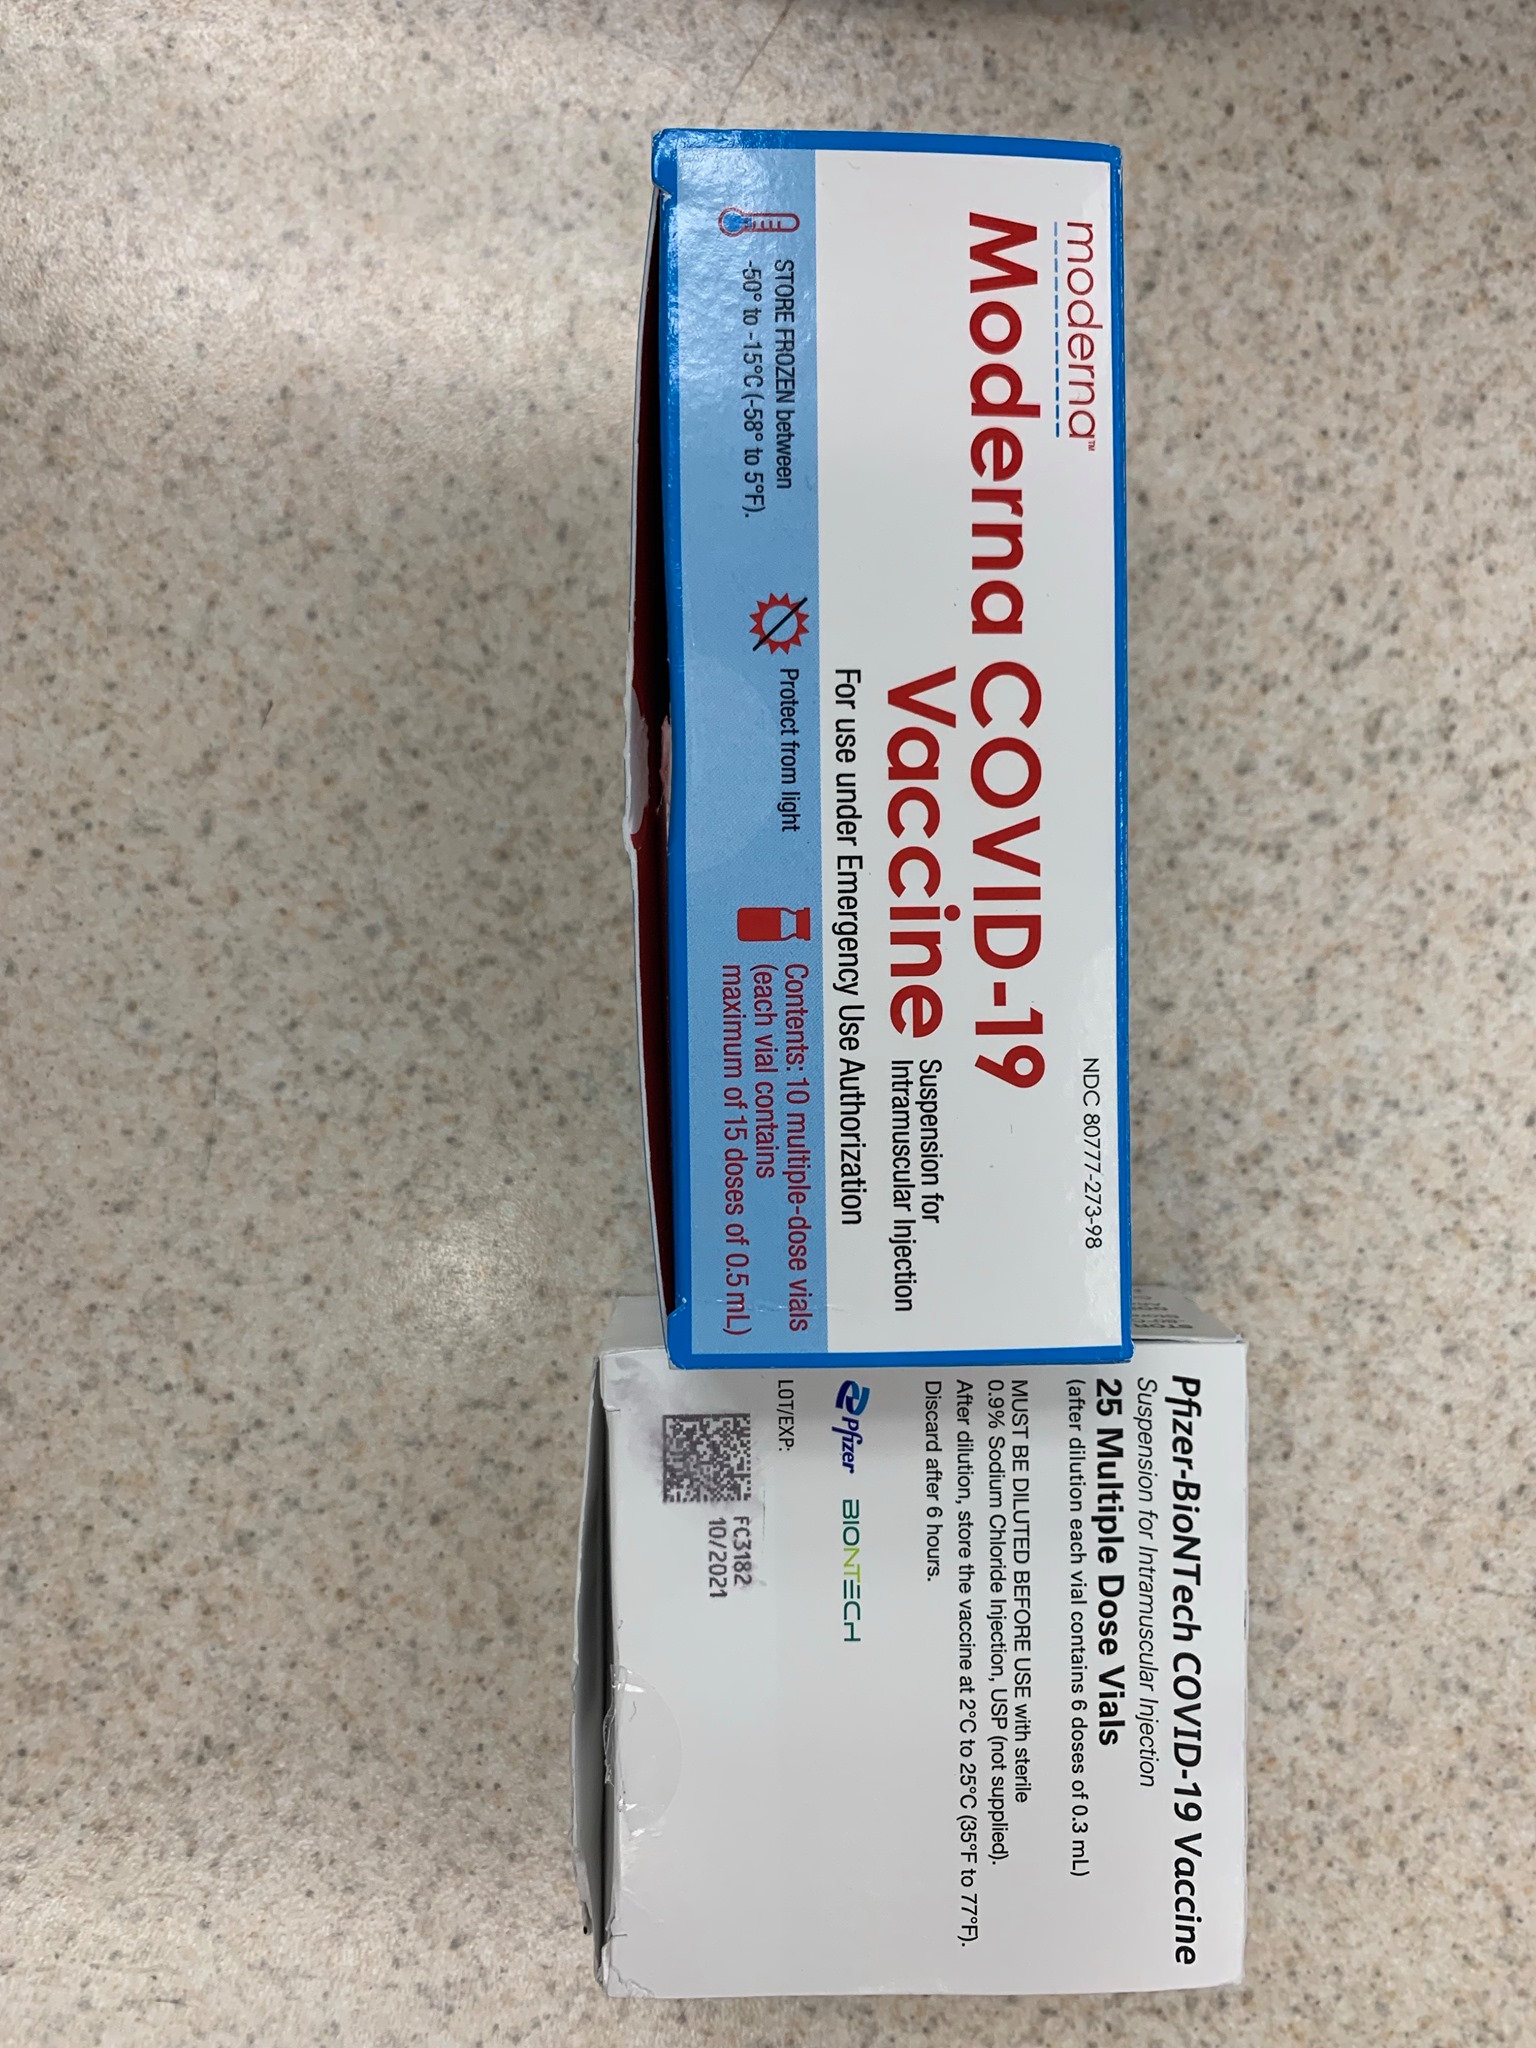 moderna™
NDC 80777-273-98
Moderna COVID-19
Vaccine
Suspension for
Intramuscular Injection
For use under Emergency Use Authorization
STORE FROZEN between
-50° to -15°C (-58° to 5°F).
Protect from light
Contents: 10 multiple-dose vials
(each vial contains
maximum of 15 doses of 0.5 mL)
Pfizer-BioNTech COVID-19 Vaccine
Suspension for Intramuscular Injection
25 Multiple Dose Vials
(after dilution each vial contains 6 doses of 0.3 mL)
MUST BE DILUTED BEFORE USE with sterile
0.9% Sodium Chloride Injection, USP (not supplied).
After dilution, store the vaccine at 2°C to 25°C (35°F to 77°F).
Discard after 6 hours.
Pfizer BIONTECH
LOT/EXP:
FC3182
10/2021